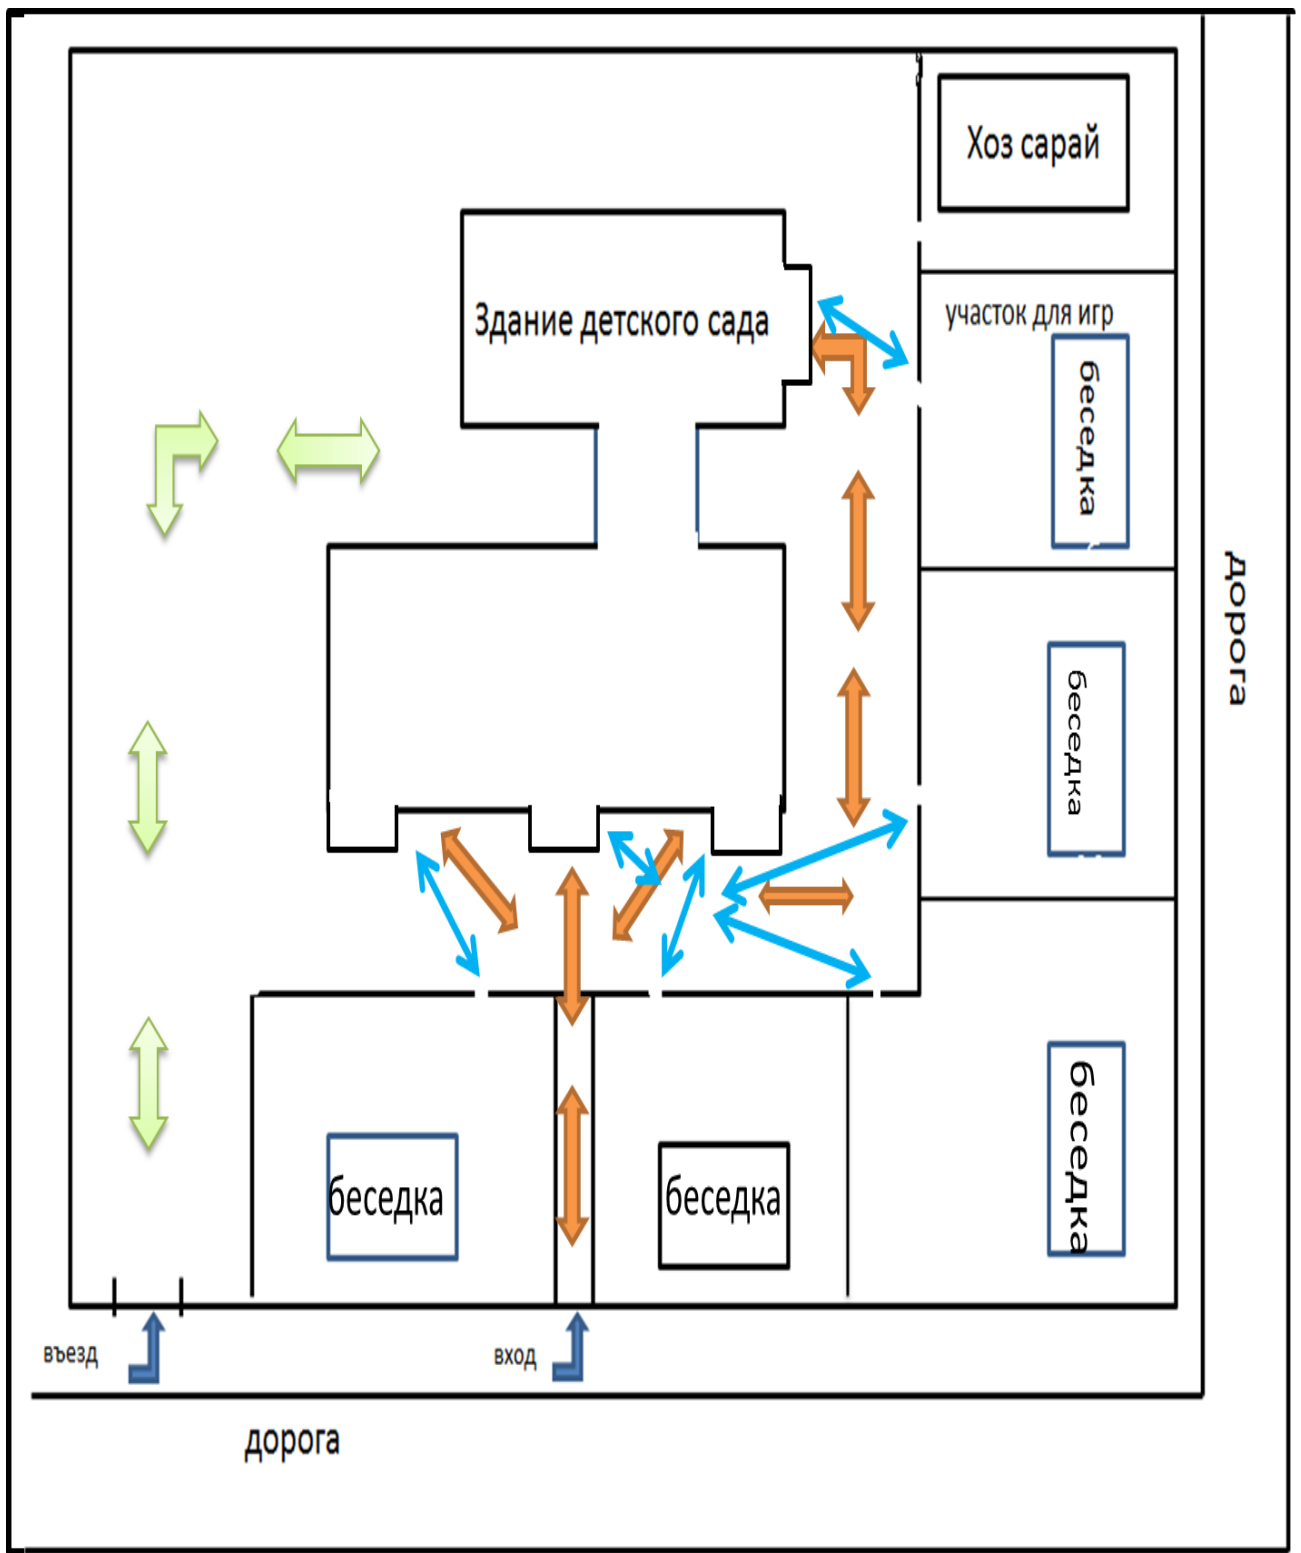 Хоз сарай
Здание детского сада
участок для игр
беседка
беседка
дорога
беседка
беседка
беседка
въезд
вход
дорога